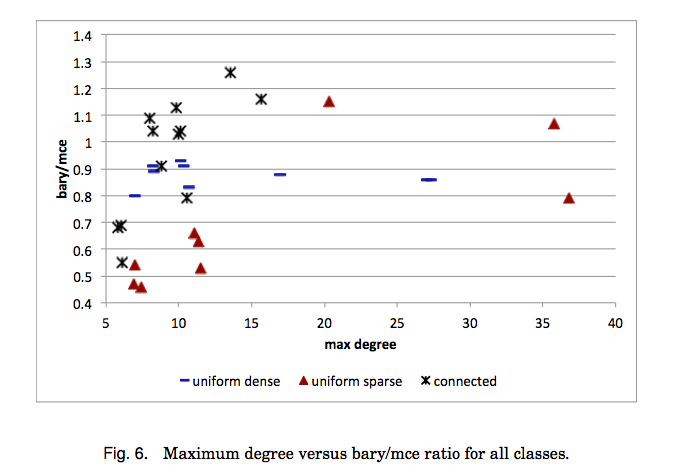 1.4
1.3
1.2
1.1
1
0.9
0.8
0.7
0.6
0.5
0.4
bary/mce
5 10 15 20 25 30 35 40
max degree
uniform dense uniform sparse connected
Fig. 6. Maximum degree versus bary/mce ratio for all classes.